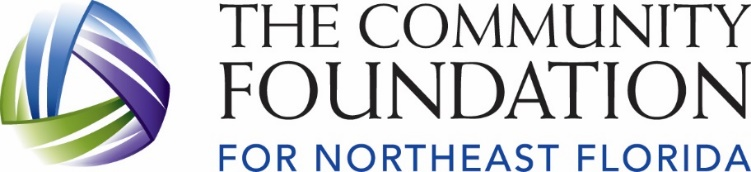 THE COMMUNITY
FOUNDATION
FOR NORTHEAST FLORIDA